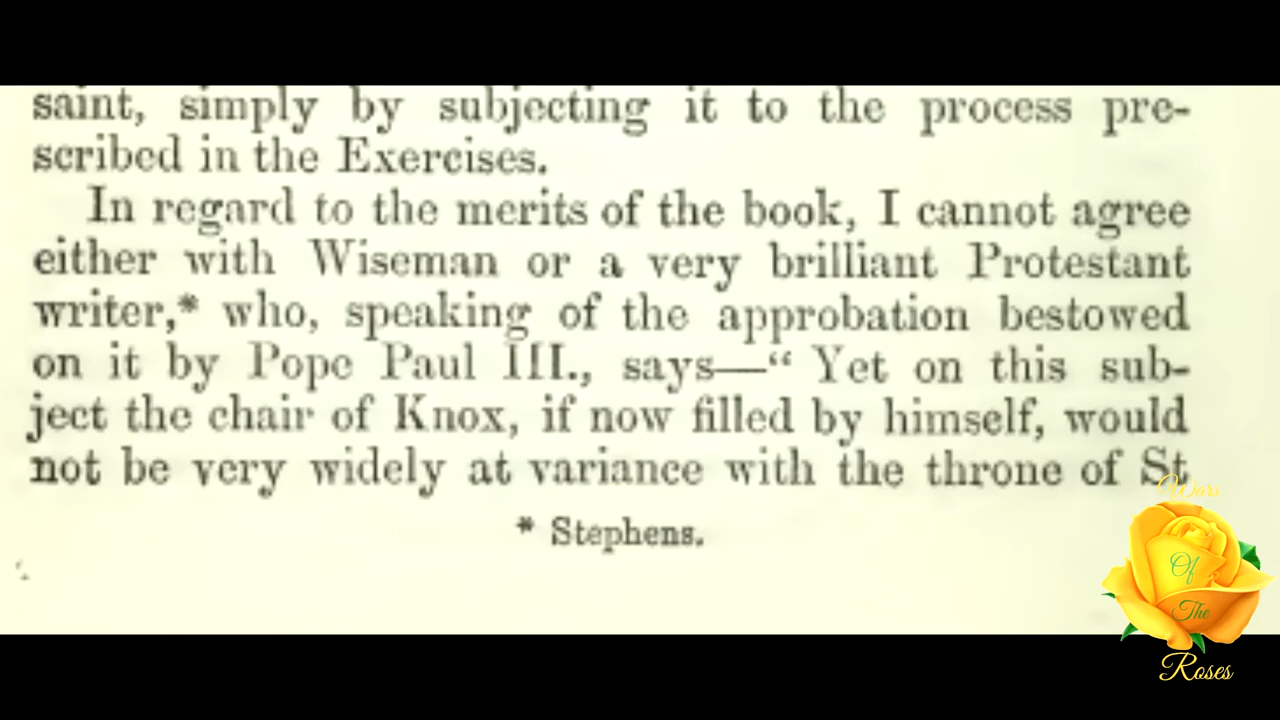 saint, simply by subjecting it to the process pre-
scribed in the Exercises.
In regard to the merits of the book, I cannot agree
either with Wiseman or a very brilliant Protestant
writer,* who, speaking of the approbation bestowed
on it by Pope Paul III., says—“ Yet on this sub-
ject the chair of Knox, if now filled by himself, would
not be very widely at variance with the throne of St
* Stephens.
Wars
Of
The
Roses